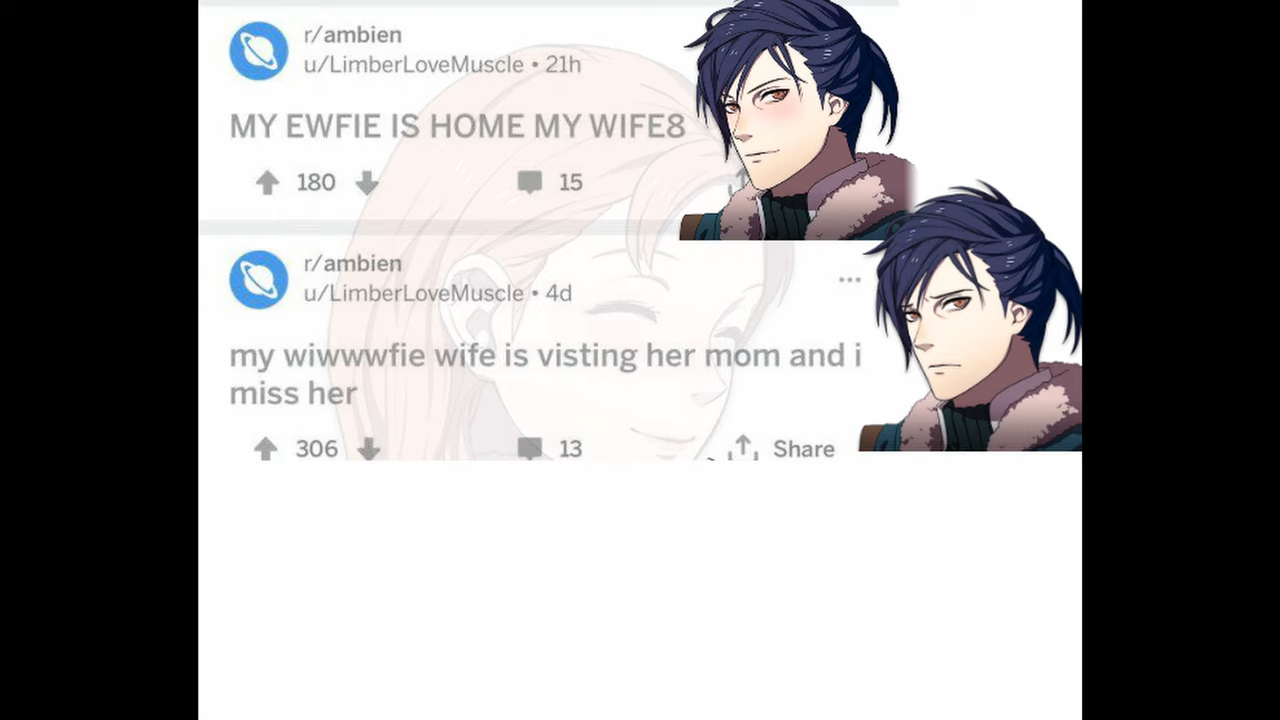 r/ambien
u/LimberLoveMuscle • 21h
MY EWFIE IS HOME MY WIFE8
180
15
r/ambien
u/LimberLoveMuscle • 4d
my wiwwwfie wife is visting her mom and i
miss her
306
13
Share